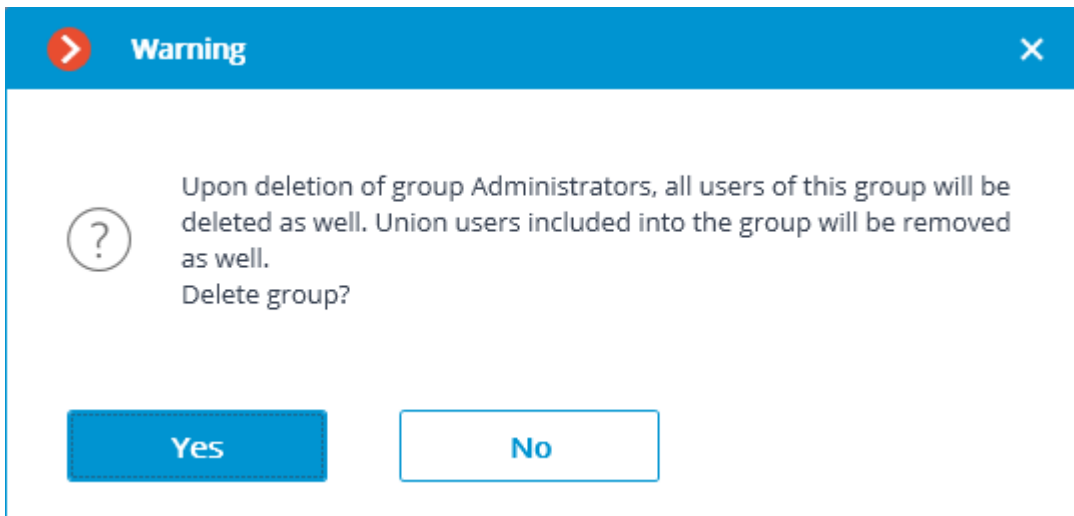 Warning
Upon deletion of group Administrators, all users of this group will be
deleted as well. Union users included into the group will be removed
as well.
Delete group?
Yes
No